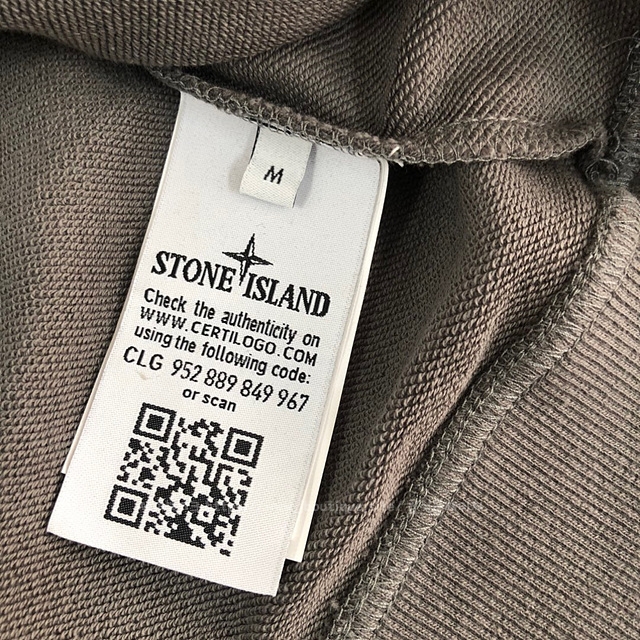 M
STONE ISLAND
Check the authenticity on
WWW.CERTILOGO.COM
using the following code:
CLG 952 889 849 967
or scan